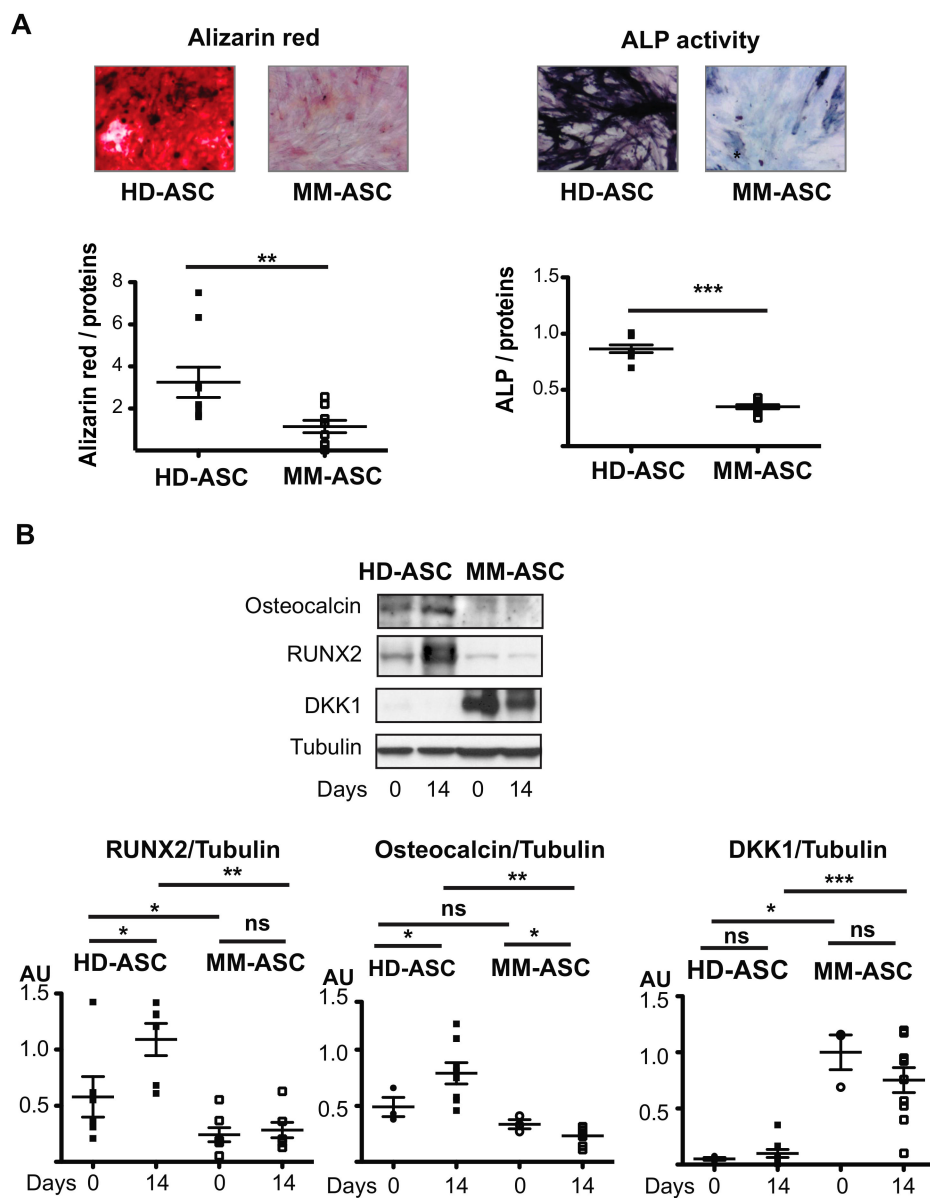 A
Alizarin red
ALP activity
HD-ASC
MM-ASC
HD-ASC
*
MM-ASC
Alizarin red / proteins
8
6
4
2
**
HD-ASC
MM-ASC
ALP / proteins
1.5
1.0
0.5
***
HD-ASC
MM-ASC
B
HD-ASC MM-ASC
Osteocalcin
RUNX2
DKK1
Tubulin
Days 0 14 0 14
RUNX2/Tubulin
**
*
*
ns
HD-ASC MM-ASC
AU
1.5
1.0
0.5
Days 0 14 0 14
Osteocalcin/Tubulin
**
ns
*
*
HD-ASC MM-ASC
AU
1.5
1.0
0.5
Days 0 14 0 14
DKK1/Tubulin
***
*
ns
ns
HD-ASC MM-ASC
AU
1.5
1.0
0.5
Days 0 14 0 14